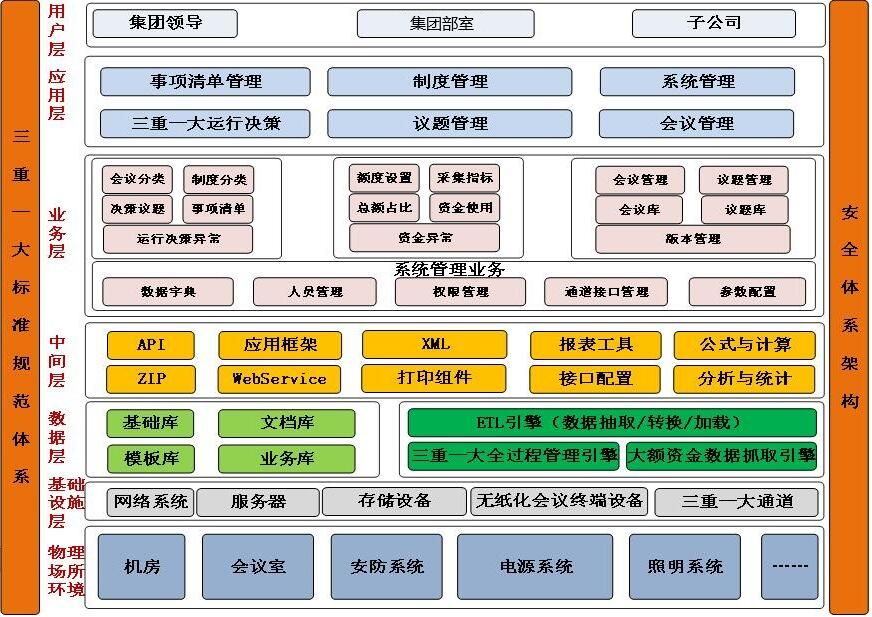 三重一大标准规范体系
用户层
集团领导 集团部室 子公司
应用层
事项清单管理 制度管理 系统管理
三重一大运行决策 议题管理 会议管理
业务层
会议分类 制度分类 额度设置 采集指标 会议管理 议题管理
决策议题 事项清单 总额占比 资金使用 会议库 议题库
运行决策异常 资金异常 版本管理
系统管理业务
数据字典 人员管理 权限管理 通道接口管理 参数配置
中间层
API 应用框架 XML 报表工具 公式与计算
ZIP WebService 打印组件 接口配置 分析与统计
数据层
基础库 文档库 ETL引擎（数据抽取/转换/加载）
模板库 业务库 三重一大全过程管理引擎 大额资金数据抓取引擎
基础设施层
网络系统 服务器 存储设备 无纸化会议终端设备 三重一大通道
物理场所环境
机房 会议室 安防系统 电源系统 照明系统 ------
安全体系架构